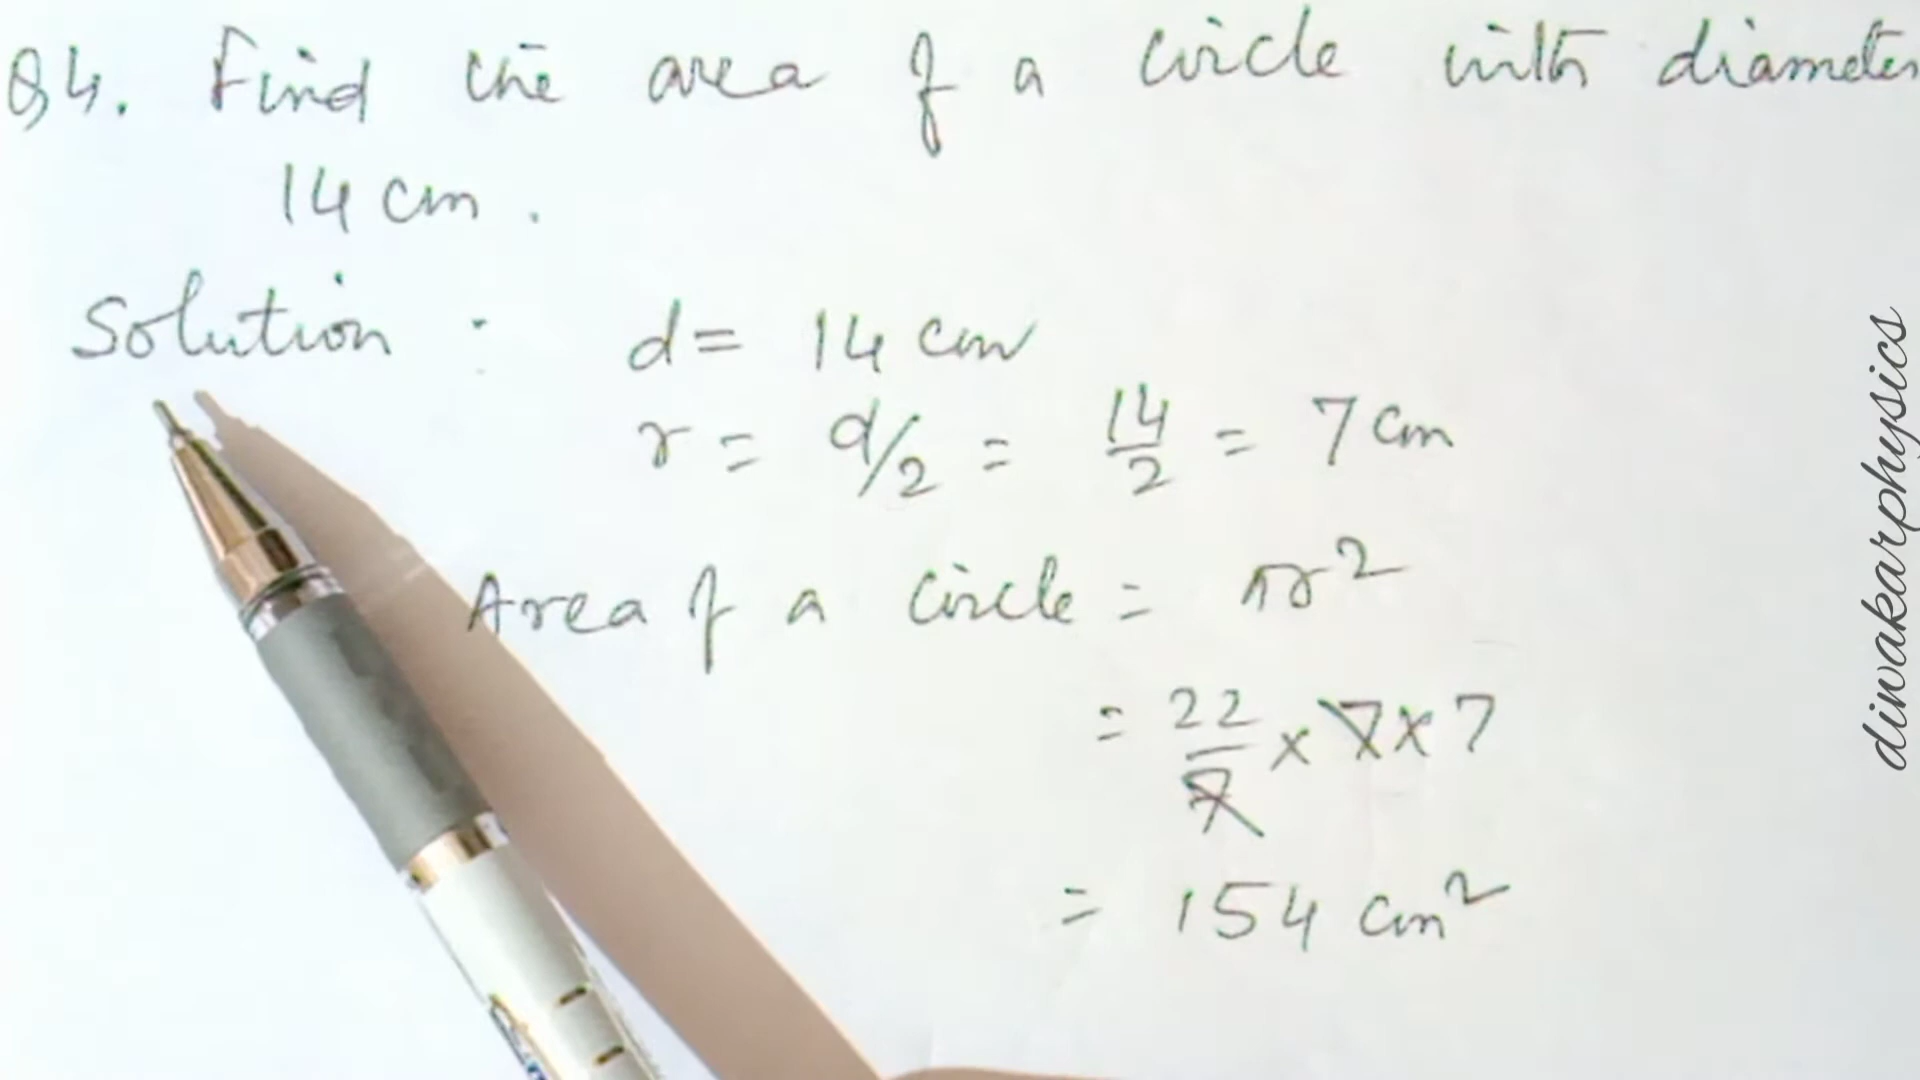 Q4. Find the area of a circle with diameter
14 cm.
Solution : d = 14 cm
r = d/2 = 14/2 = 7 cm
Area of a circle = πr²
= 22/7 × 7 × 7
= 154 cm²
dinakarphysics